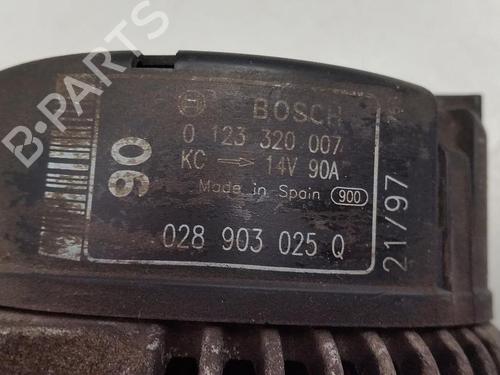 B-PARTS
BOSCH
0 123 320 007
KC → 14V 90A
Made in Spain 900
028 903 025 Q
90
21/97